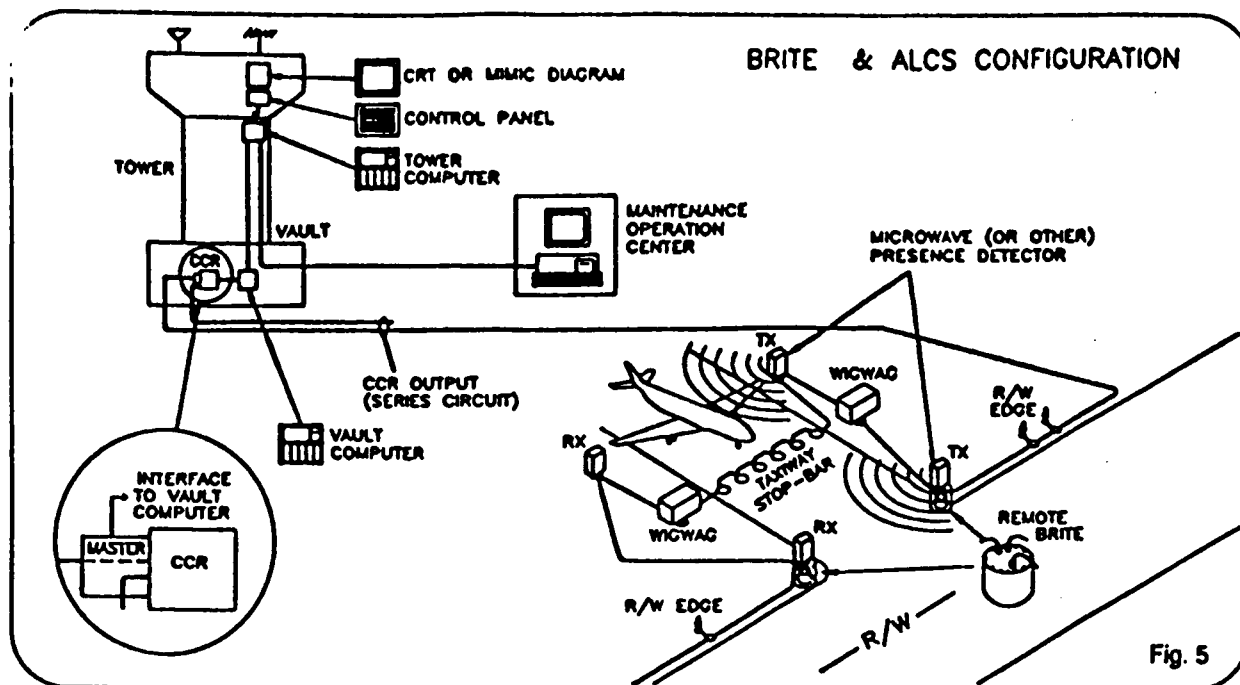 BRITE & ALCS CONFIGURATION
CRT OR MIMIC DIAGRAM
CONTROL PANEL
TOWER
COMPUTER
TOWER
VAULT
CCR
MAINTENANCE
OPERATION
CENTER
MICROWAVE (OR OTHER)
PRESENCE DETECTOR
CCR OUTPUT
(SERIES CIRCUIT)
VAULT
COMPUTER
INTERFACE
TO VAULT
COMPUTER
MASTER
CCR
TX
WIGWAG
R/W
EDGE
RX
TAXIWAY
STOP-BAR
TX
WIGWAG
RX
REMOTE
BRITE
R/W EDGE
R/W
Fig. 5